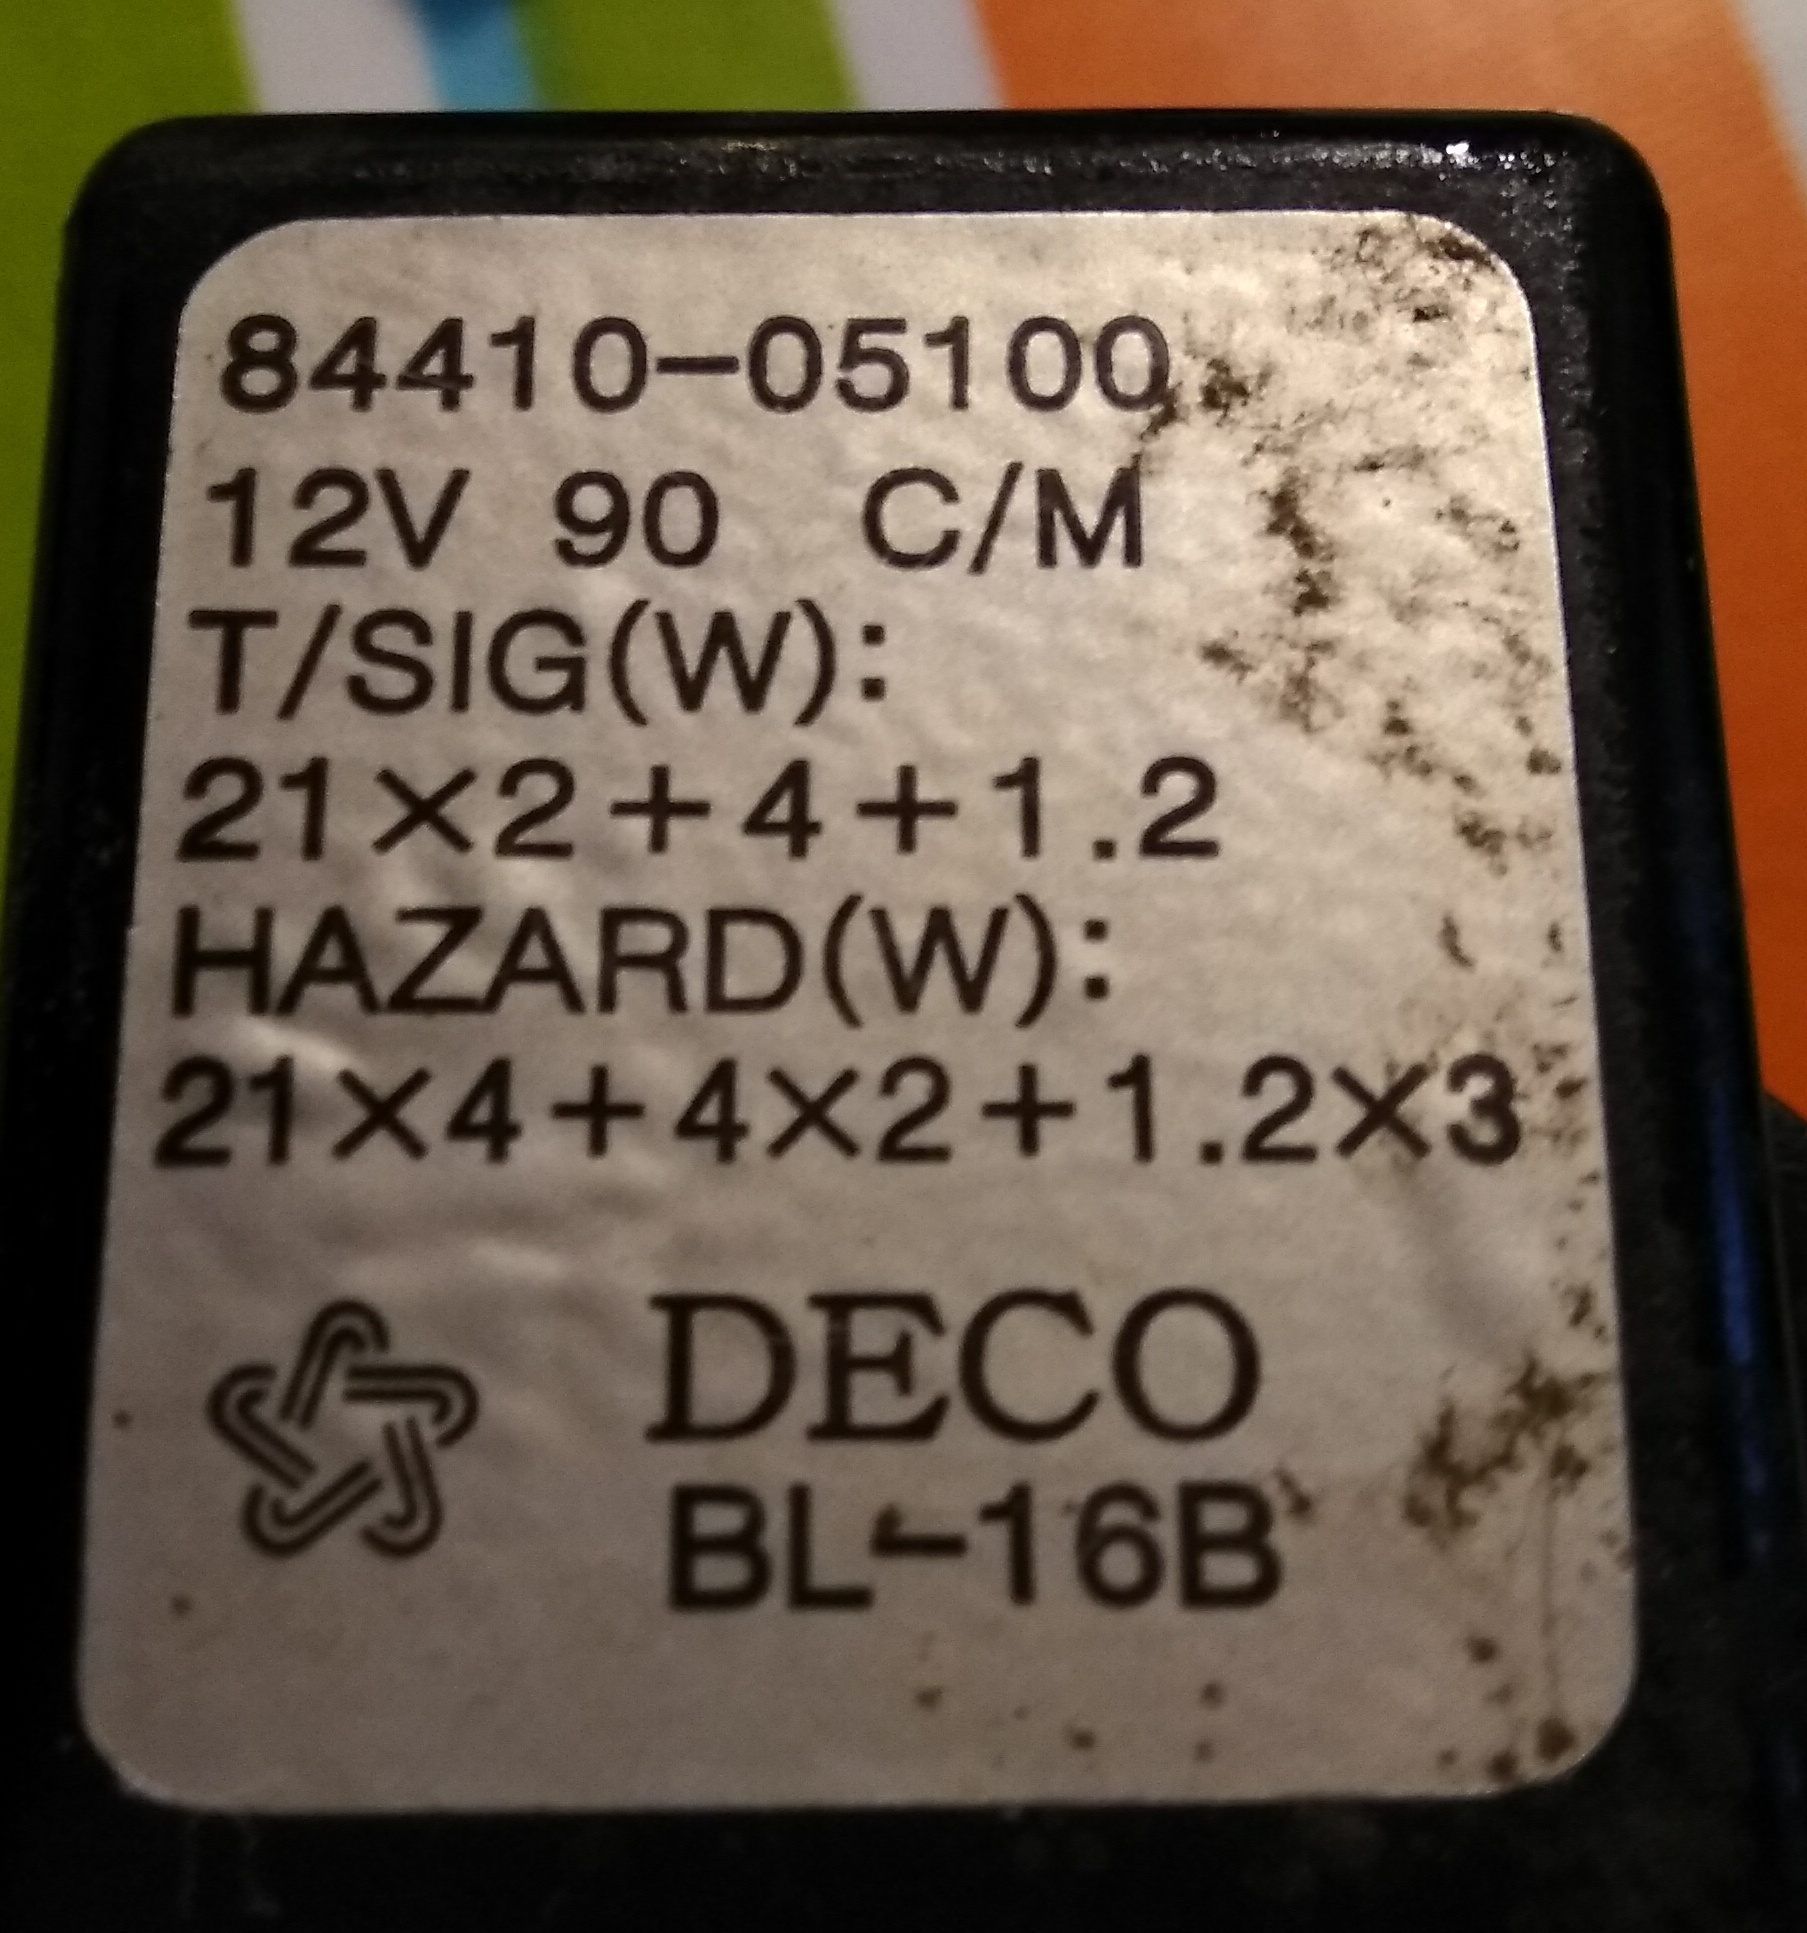 84410-05100
12V 90 C/M
T/SIG(W):
21×2+4+1.2
HAZARD(W):
21×4+4×2+1.2×3
DECO
BL-16B